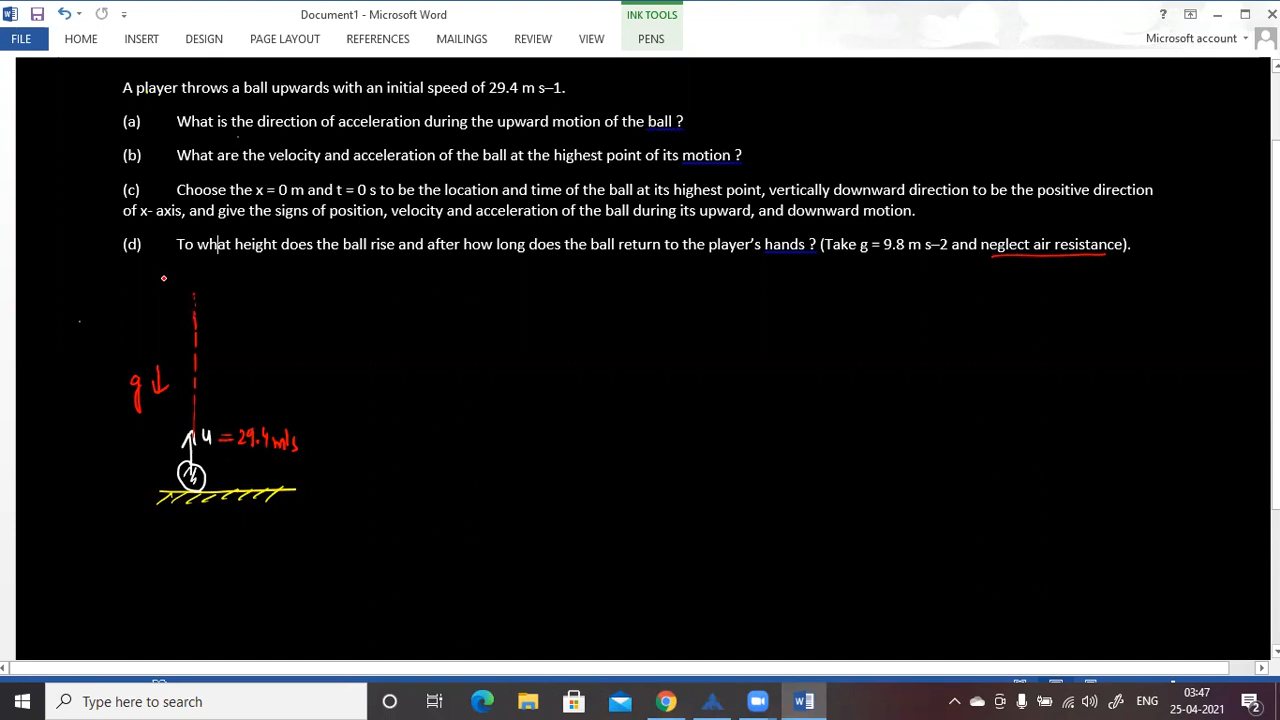 Document1 - Microsoft Word
INK TOOLS
FILE HOME INSERT DESIGN PAGE LAYOUT REFERENCES MAILINGS REVIEW VIEW PENS
Microsoft account
A player throws a ball upwards with an initial speed of 29.4 m s–1.
(a) What is the direction of acceleration during the upward motion of the ball ?
(b) What are the velocity and acceleration of the ball at the highest point of its motion ?
(c) Choose the x = 0 m and t = 0 s to be the location and time of the ball at its highest point, vertically downward direction to be the positive direction
of x- axis, and give the signs of position, velocity and acceleration of the ball during its upward, and downward motion.
(d) To what height does the ball rise and after how long does the ball return to the player’s hands ? (Take g = 9.8 m s–2 and neglect air resistance).
g ↓
u = 29.4 m/s
Type here to search
ENG
03:47
25-04-2021
2